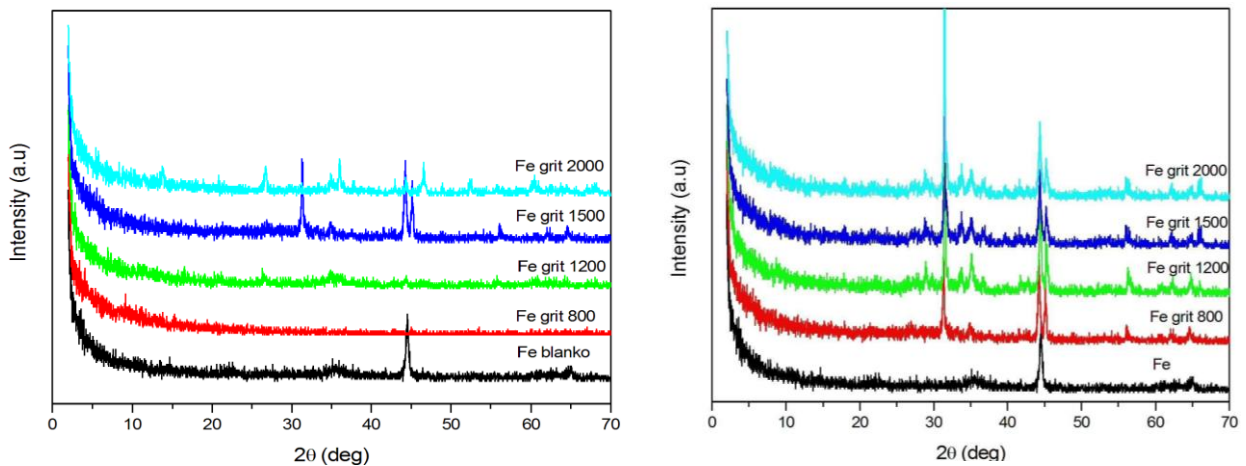 Intensity (a.u)
Fe grit 2000
Fe grit 1500
Fe grit 1200
Fe grit 800
Fe blanko
0 10 20 30 40 50 60 70
2θ (deg)
Intensity (a.u)
Fe grit 2000
Fe grit 1500
Fe grit 1200
Fe grit 800
Fe
0 10 20 30 40 50 60 70
2θ (deg)